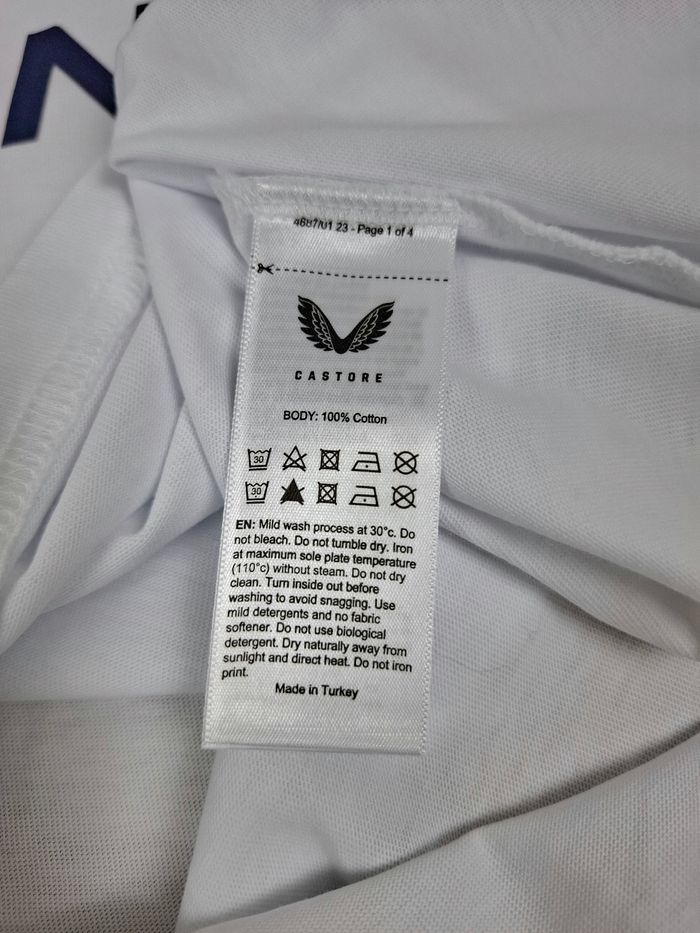 4687/01 23 - Page 1 of 4
CASTORE
BODY: 100% Cotton
30
30
EN: Mild wash process at 30°c. Do
not bleach. Do not tumble dry. Iron
at maximum sole plate temperature
(110°c) without steam. Do not dry
clean. Turn inside out before
washing to avoid snagging. Use
mild detergents and no fabric
softener. Do not use biological
detergent. Dry naturally away from
sunlight and direct heat. Do not iron
print.
Made in Turkey